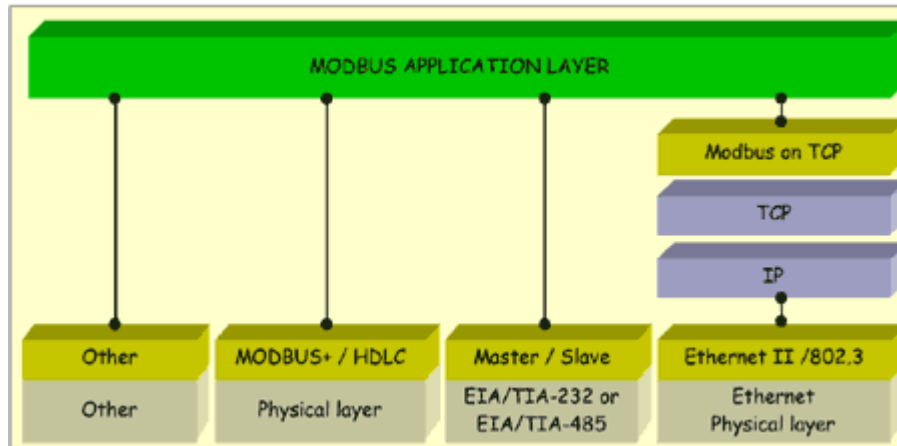 MODBUS APPLICATION LAYER
Modbus on TCP
TCP
IP
Other
MODBUS+ / HDLC
Master / Slave
Ethernet II /802.3
Other
Physical layer
EIA/TIA-232 or
EIA/TIA-485
Ethernet
Physical layer